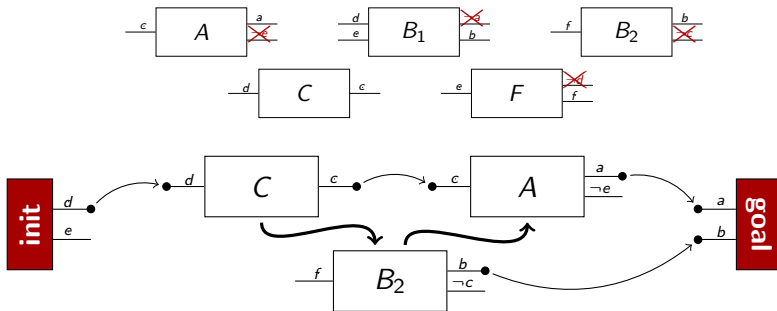 c A a ¬e
d e B1 ¬a b
f B2 b ¬c
d C c
e F ¬d f
init d e
d C c
c A a ¬e
f B2 b ¬c
a b goal